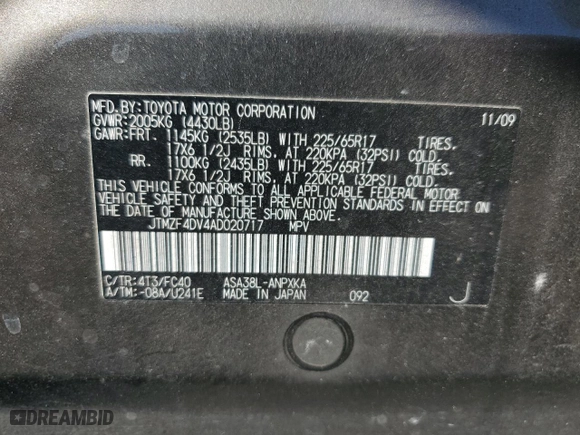 MFD.BY:TOYOTA MOTOR CORPORATION 11/09
GVWR:2005KG (4430LB)
GAWR:FRT. 1145KG (2535LB) WITH 225/65R17 TIRES.
17X6 1/2J RIMS. AT 220KPA (32PSI) COLD.
RR. 1100KG (2435LB) WITH 225/65R17 TIRES.
17X6 1/2J RIMS. AT 220KPA (32PSI) COLD.
THIS VEHICLE CONFORMS TO ALL APPLICABLE FEDERAL MOTOR
VEHICLE SAFETY AND THEFT PREVENTION STANDARDS IN EFFECT ON
THE DATE OF MANUFACTURE SHOWN ABOVE.
JTMZF4DV4AD020717 MPV
C/TR:4T3/FC40 ASA38L-ANPXKA
A/TM:-08A/U241E MADE IN JAPAN 092 J
DREAMBID